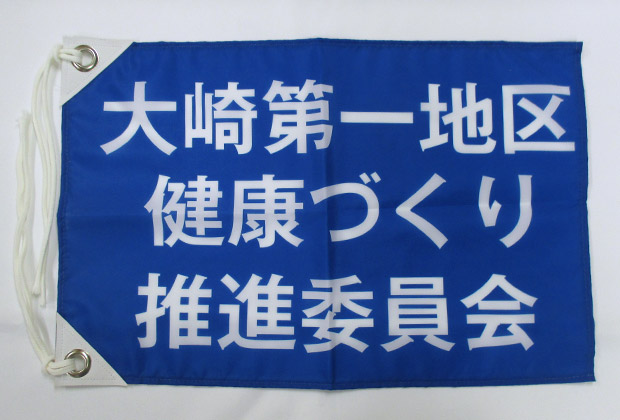 大崎第一地区
健康づくり
推進委員会